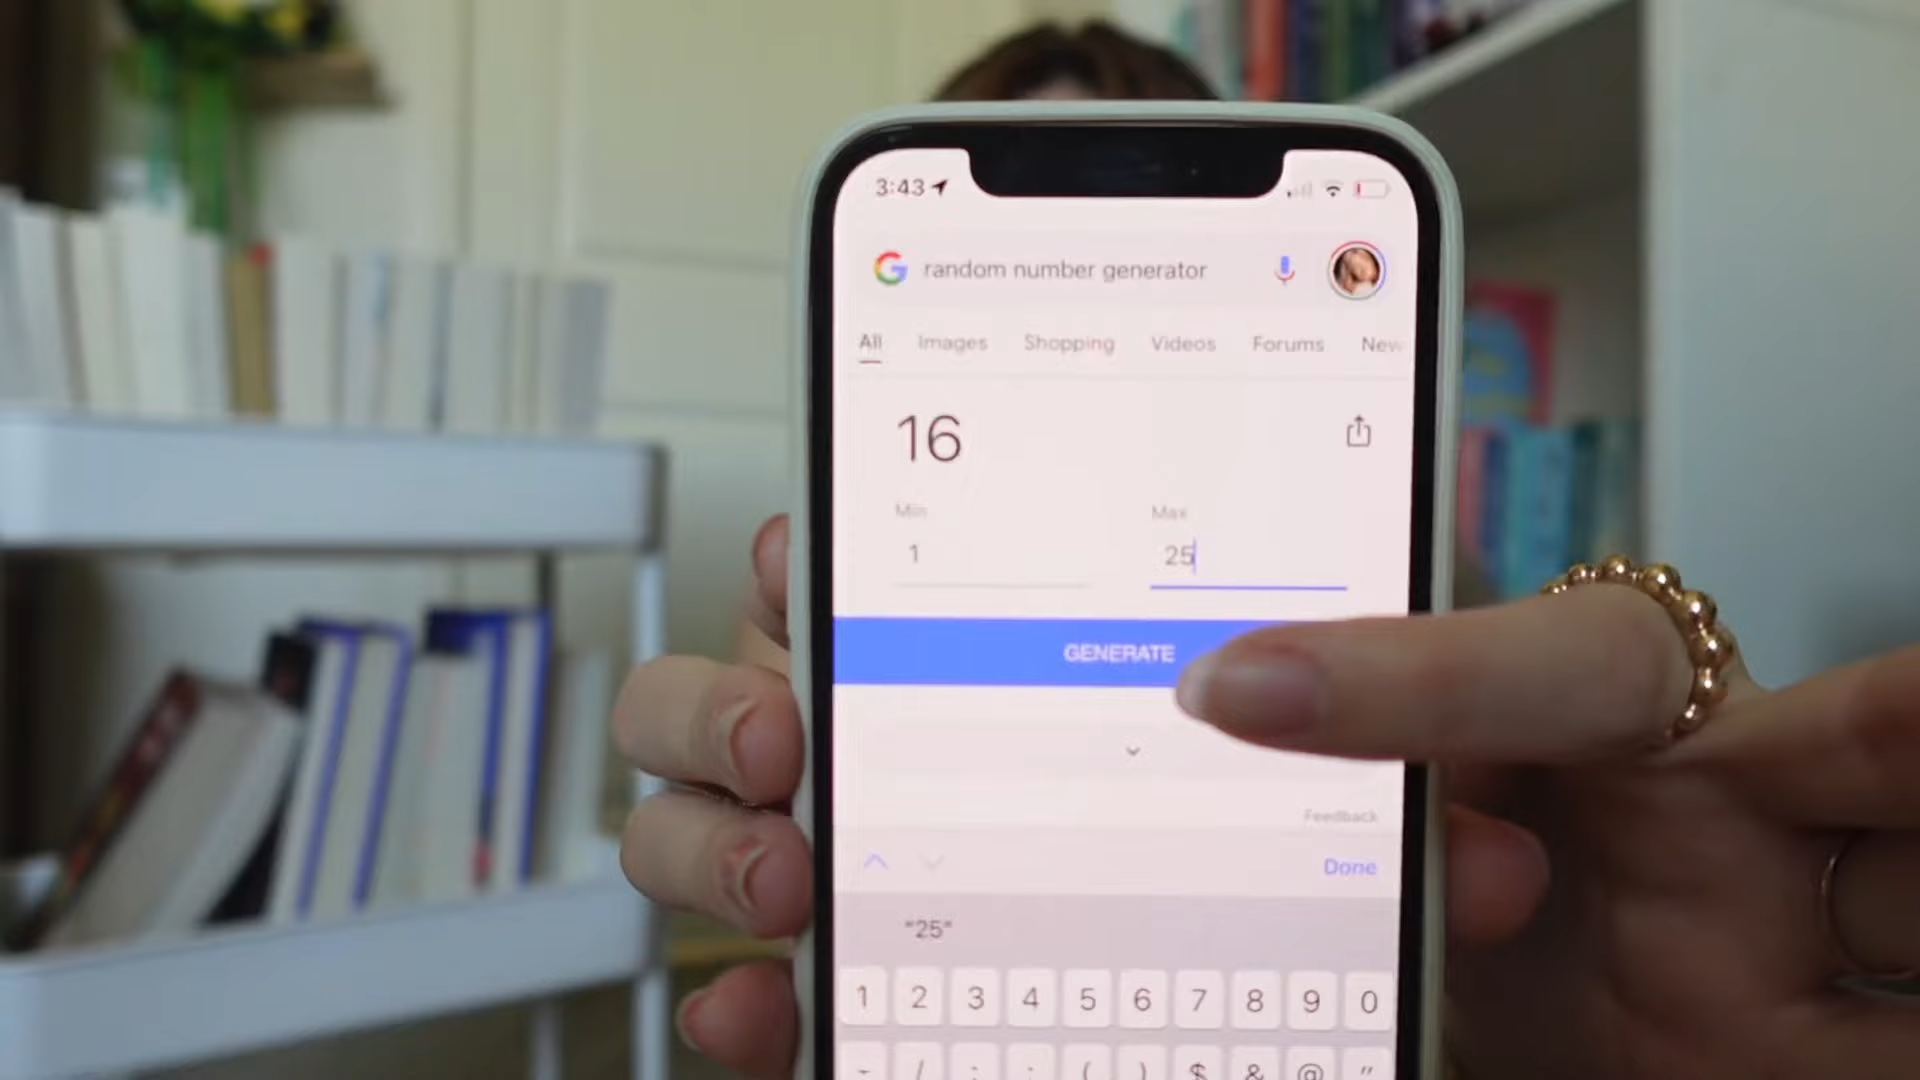 3:43
random number generator
All Images Shopping Videos Forums New
16
Min Max
1 25
GENERATE
Feedback
Done
"25"
1 2 3 4 5 6 7 8 9 0
- / : ; ( ) $ & @ "